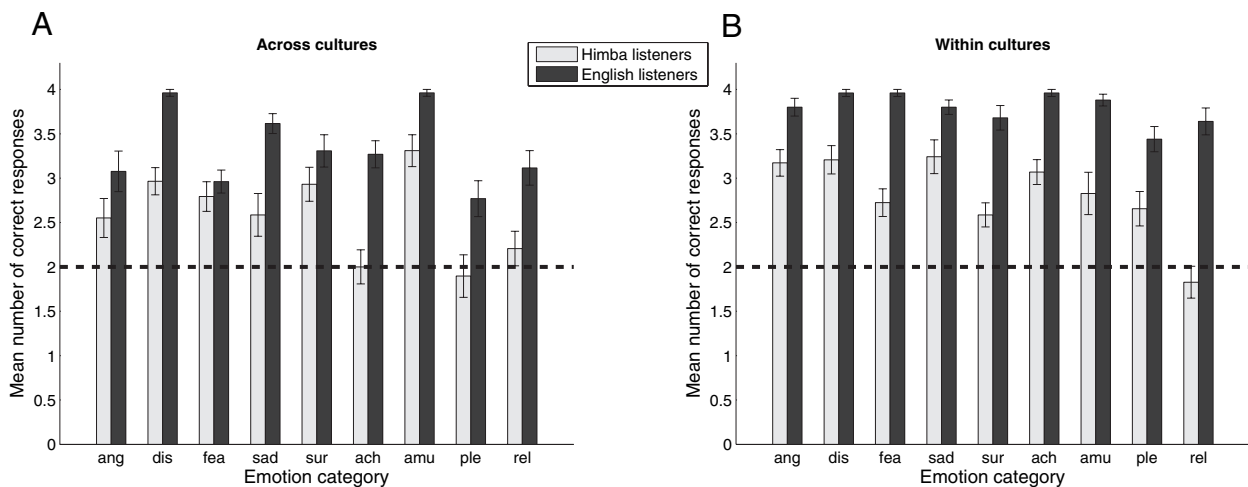 A
Across cultures
Mean number of correct responses
4
3.5
3
2.5
2
1.5
1
0.5
0
ang dis fea sad sur ach amu ple rel
Emotion category
Himba listeners
English listeners
B
Within cultures
Mean number of correct responses
4
3.5
3
2.5
2
1.5
1
0.5
0
ang dis fea sad sur ach amu ple rel
Emotion category